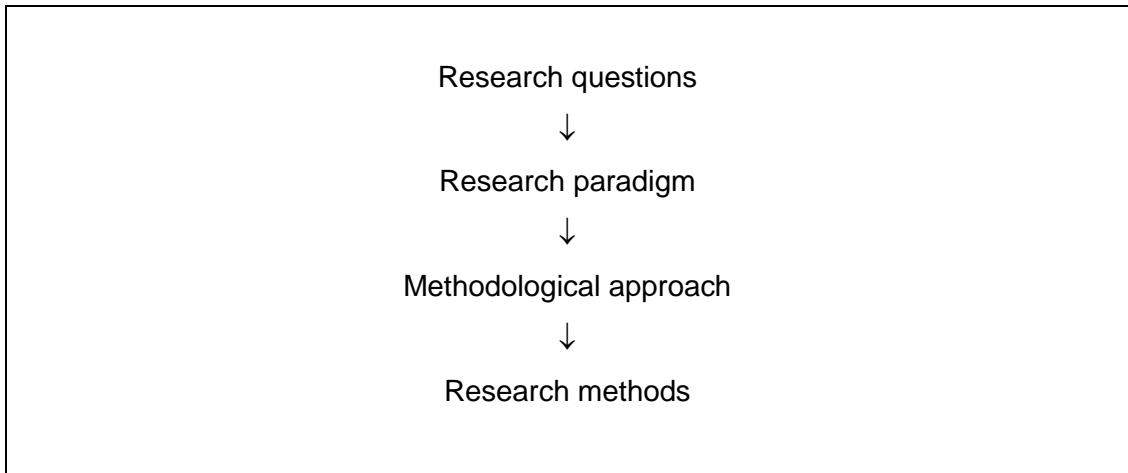 Research questions
↓
Research paradigm
↓
Methodological approach
↓
Research methods